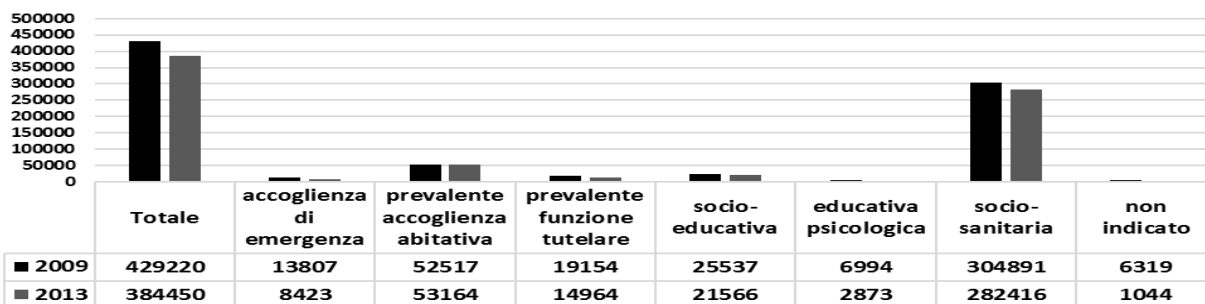 500000
450000
400000
350000
300000
250000
200000
150000
100000
50000
0
Totale
accoglienza
di
emergenza
prevalente
accoglienza
abitativa
prevalente
funzione
tutelare
socio-
educativa
educativa
psicologica
socio-
sanitaria
non
indicato
2009 429220 13807 52517 19154 25537 6994 304891 6319
2013 384450 8423 53164 14964 21566 2873 282416 1044